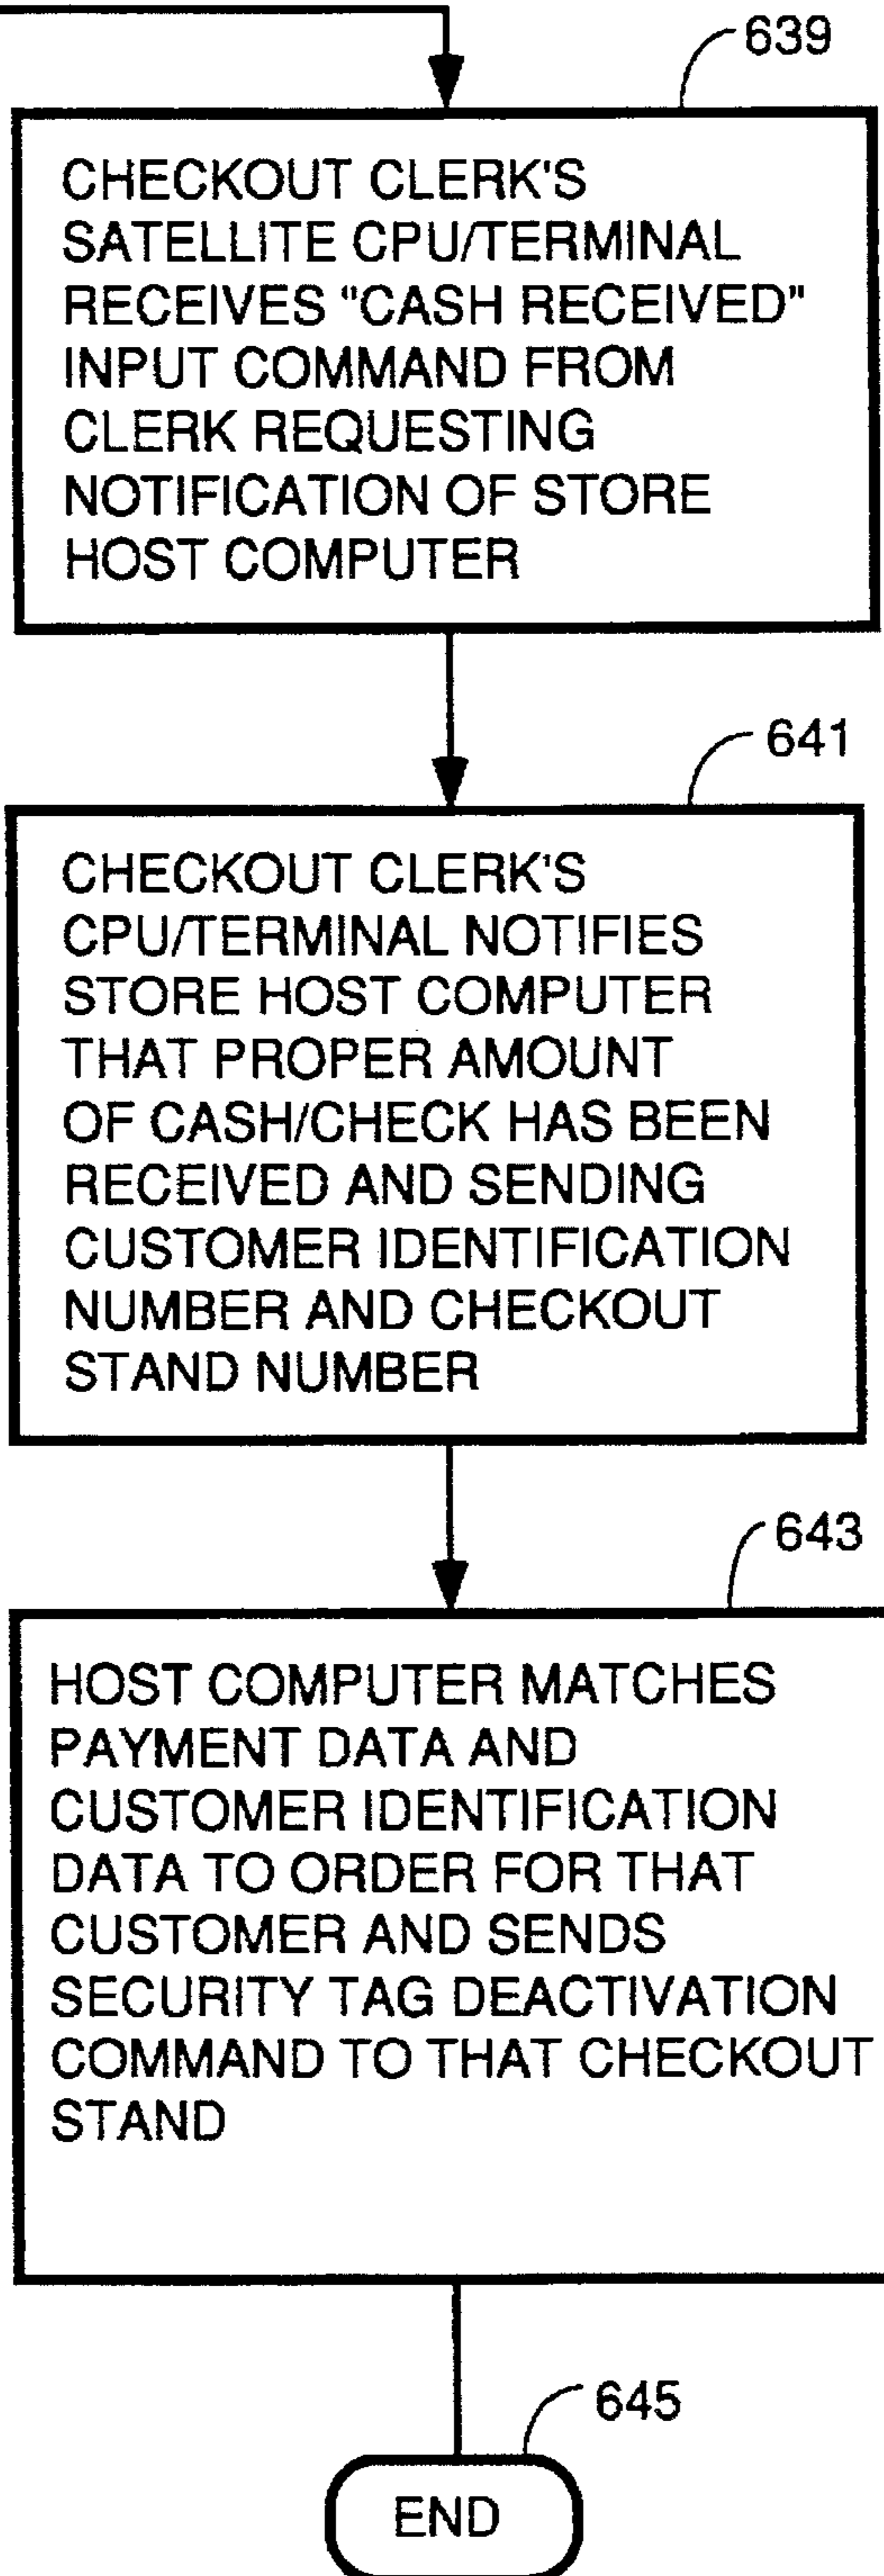 639
CHECKOUT CLERK'S
SATELLITE CPU/TERMINAL
RECEIVES "CASH RECEIVED"
INPUT COMMAND FROM
CLERK REQUESTING
NOTIFICATION OF STORE
HOST COMPUTER
641
CHECKOUT CLERK'S
CPU/TERMINAL NOTIFIES
STORE HOST COMPUTER
THAT PROPER AMOUNT
OF CASH/CHECK HAS BEEN
RECEIVED AND SENDING
CUSTOMER IDENTIFICATION
NUMBER AND CHECKOUT
STAND NUMBER
643
HOST COMPUTER MATCHES
PAYMENT DATA AND
CUSTOMER IDENTIFICATION
DATA TO ORDER FOR THAT
CUSTOMER AND SENDS
SECURITY TAG DEACTIVATION
COMMAND TO THAT CHECKOUT
STAND
645
END